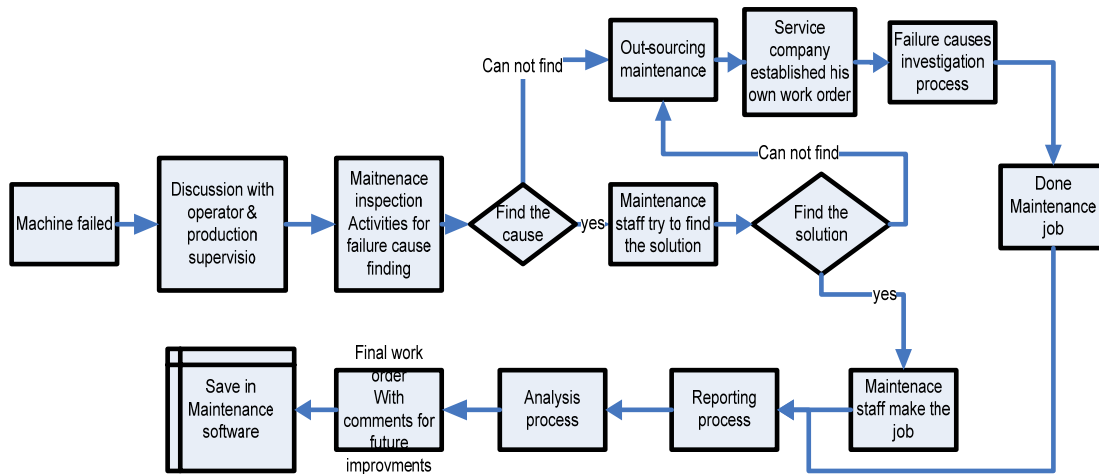 Machine failed
Discussion with
operator &
production
supervisio
Maitnenace
inspection
Activities for
failure cause
finding
Find the
cause
Can not find
yes
Out-sourcing
maintenance
Service
company
established his
own work order
Failure causes
investigation
process
Done
Maintenance
job
Maintenance
staff try to find
the solution
Find the
solution
Can not find
yes
Maintenace
staff make the
job
Reporting
process
Analysis
process
Final work
order
With
comments for
future
improvments
Save in
Maintenance
software